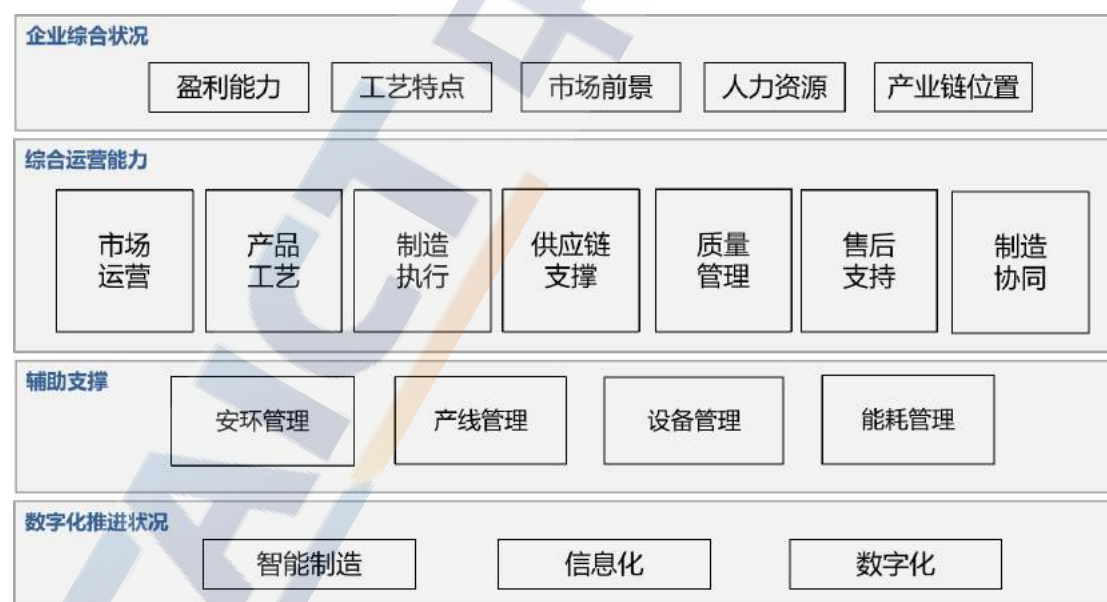 企业综合状况
盈利能力 工艺特点 市场前景 人力资源 产业链位置
综合运营能力
市场 产品 制造 供应链 质量 售后 制造
运营 工艺 执行 支撑 管理 支持 协同
辅助支撑
安环管理 产线管理 设备管理 能耗管理
数字化推进状况
智能制造 信息化 数字化